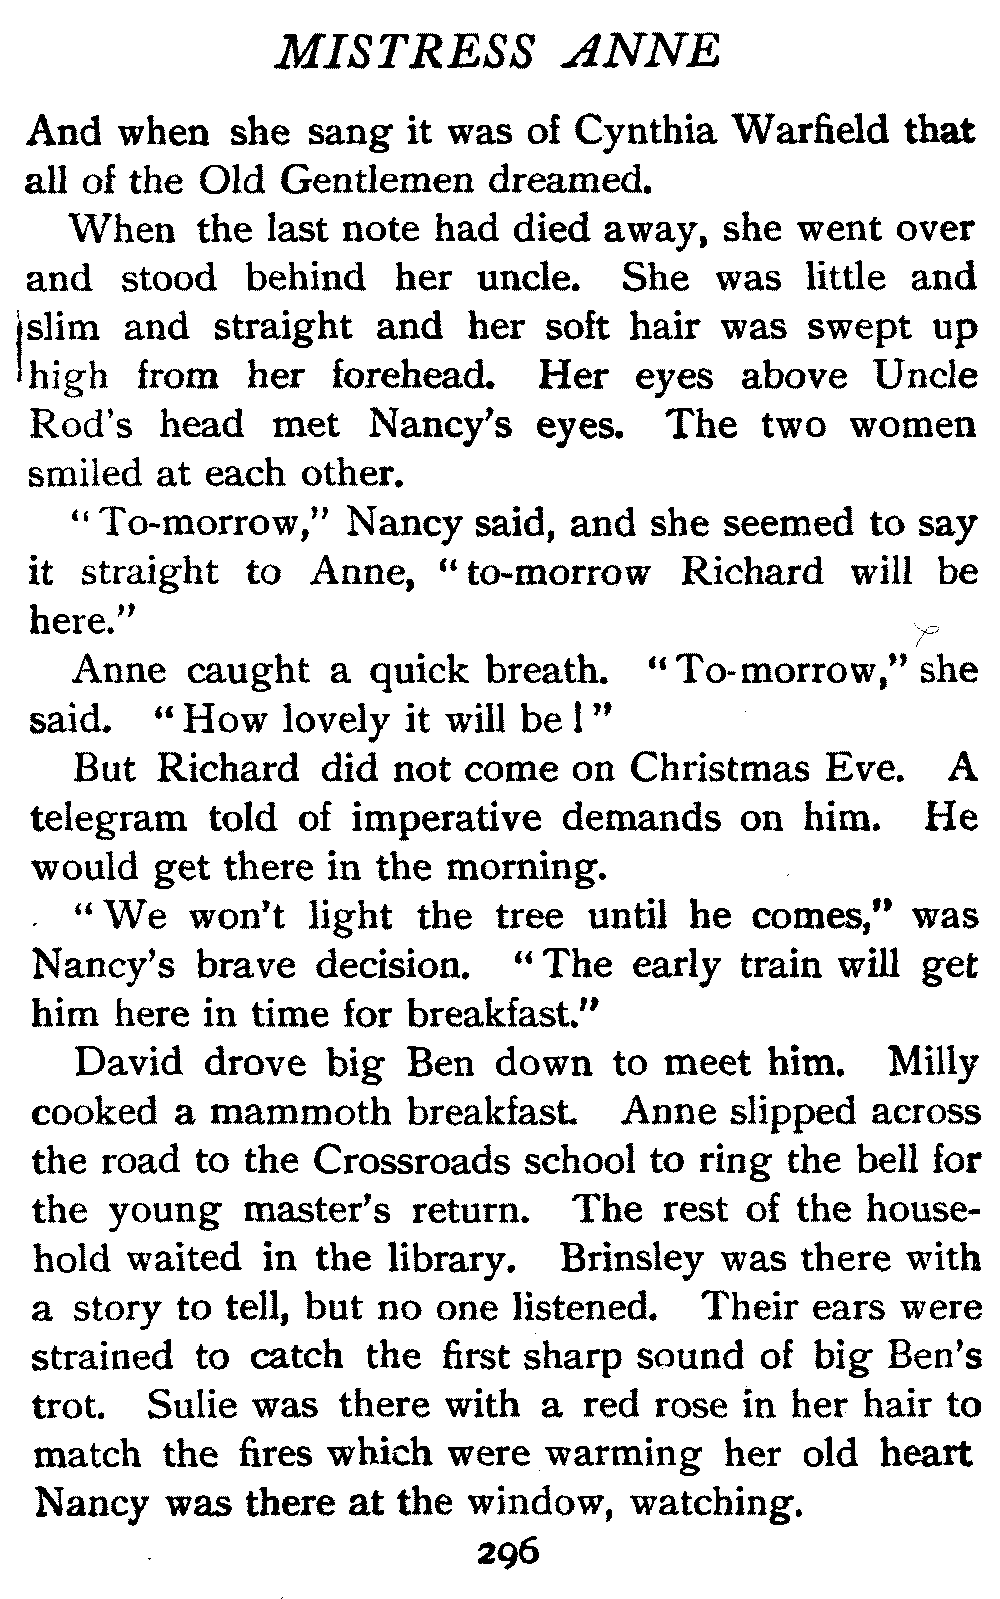 MISTRESS ANNE
And when she sang it was of Cynthia Warfield that
all of the Old Gentlemen dreamed.
When the last note had died away, she went over
and stood behind her uncle. She was little and
slim and straight and her soft hair was swept up
high from her forehead. Her eyes above Uncle
Rod's head met Nancy's eyes. The two women
smiled at each other.
"To-morrow," Nancy said, and she seemed to say
it straight to Anne, "to-morrow Richard will be
here."
Anne caught a quick breath. "To-morrow," she
said. "How lovely it will be!"
But Richard did not come on Christmas Eve. A
telegram told of imperative demands on him. He
would get there in the morning.
"We won't light the tree until he comes," was
Nancy's brave decision. "The early train will get
him here in time for breakfast."
David drove big Ben down to meet him. Milly
cooked a mammoth breakfast. Anne slipped across
the road to the Crossroads school to ring the bell for
the young master's return. The rest of the house-
hold waited in the library. Brinsley was there with
a story to tell, but no one listened. Their ears were
strained to catch the first sharp sound of big Ben's
trot. Sulie was there with a red rose in her hair to
match the fires which were warming her old heart
Nancy was there at the window, watching.
296